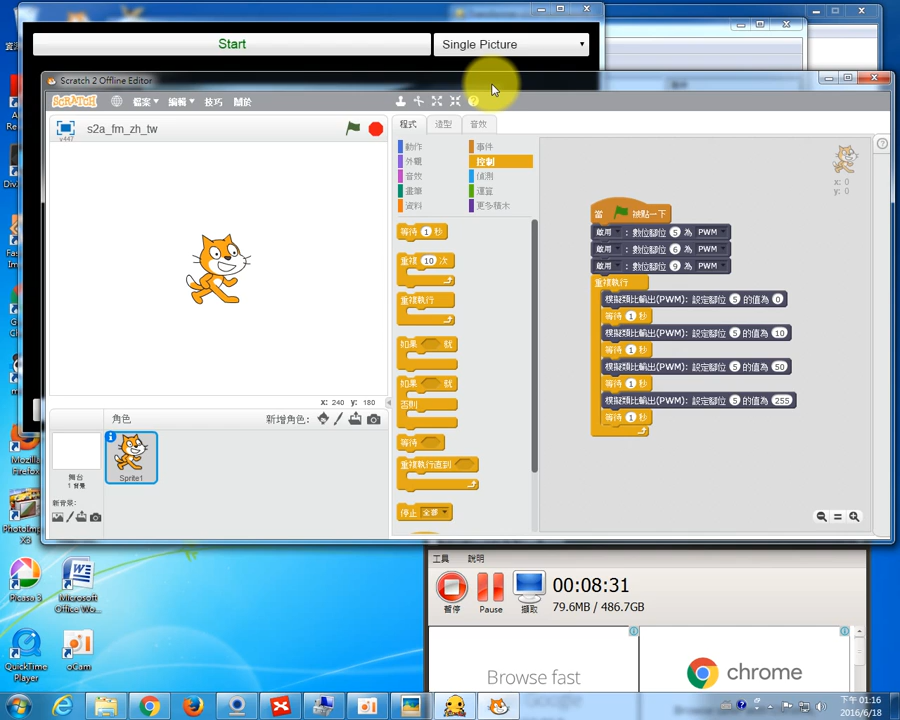 Start
Single Picture
Scratch 2 Offline Editor
SCRATCH
檔案
編輯
技巧
關於
s2a_fm_zh_tw
v447
程式
造型
音效
動作
外觀
音效
畫筆
資料
事件
控制
偵測
運算
更多積木
等待 1 秒
重複 10 次
重複執行
如果 就
如果 就
否則
等待
重複執行直到
停止 全部
x: 0
y: 0
當 被點一下
啟用 : 數位腳位 5 為 PWM
啟用 : 數位腳位 6 為 PWM
啟用 : 數位腳位 9 為 PWM
重複執行
模擬類比輸出(PWM): 設定腳位 5 的值為 0
等待 1 秒
模擬類比輸出(PWM): 設定腳位 5 的值為 10
等待 1 秒
模擬類比輸出(PWM): 設定腳位 5 的值為 50
等待 1 秒
模擬類比輸出(PWM): 設定腳位 5 的值為 255
等待 1 秒
x: 240 y: 180
角色
新增角色:
Sprite1
舞台
1 背景
新背景:
Mozilla
Firefox
PhotoImp
X3
Picasa 3
Microsoft
Office Wo...
QuickTime
Player
oCam
工具
說明
暫停
Pause
擷取
00:08:31
79.6MB / 486.7GB
Browse fast
chrome
下午 01:16
2016/6/18